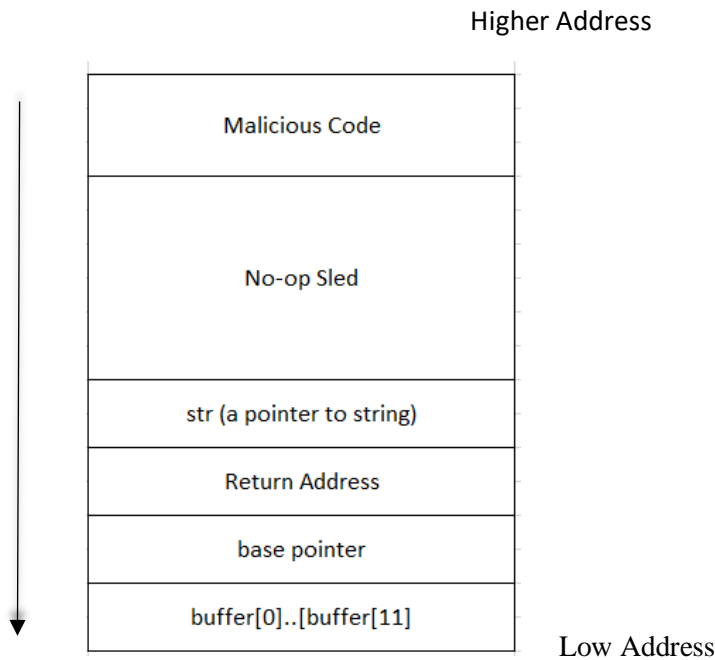 Higher Address
Malicious Code
No-op Sled
str (a pointer to string)
Return Address
base pointer
buffer[0]..[buffer[11]
Low Address